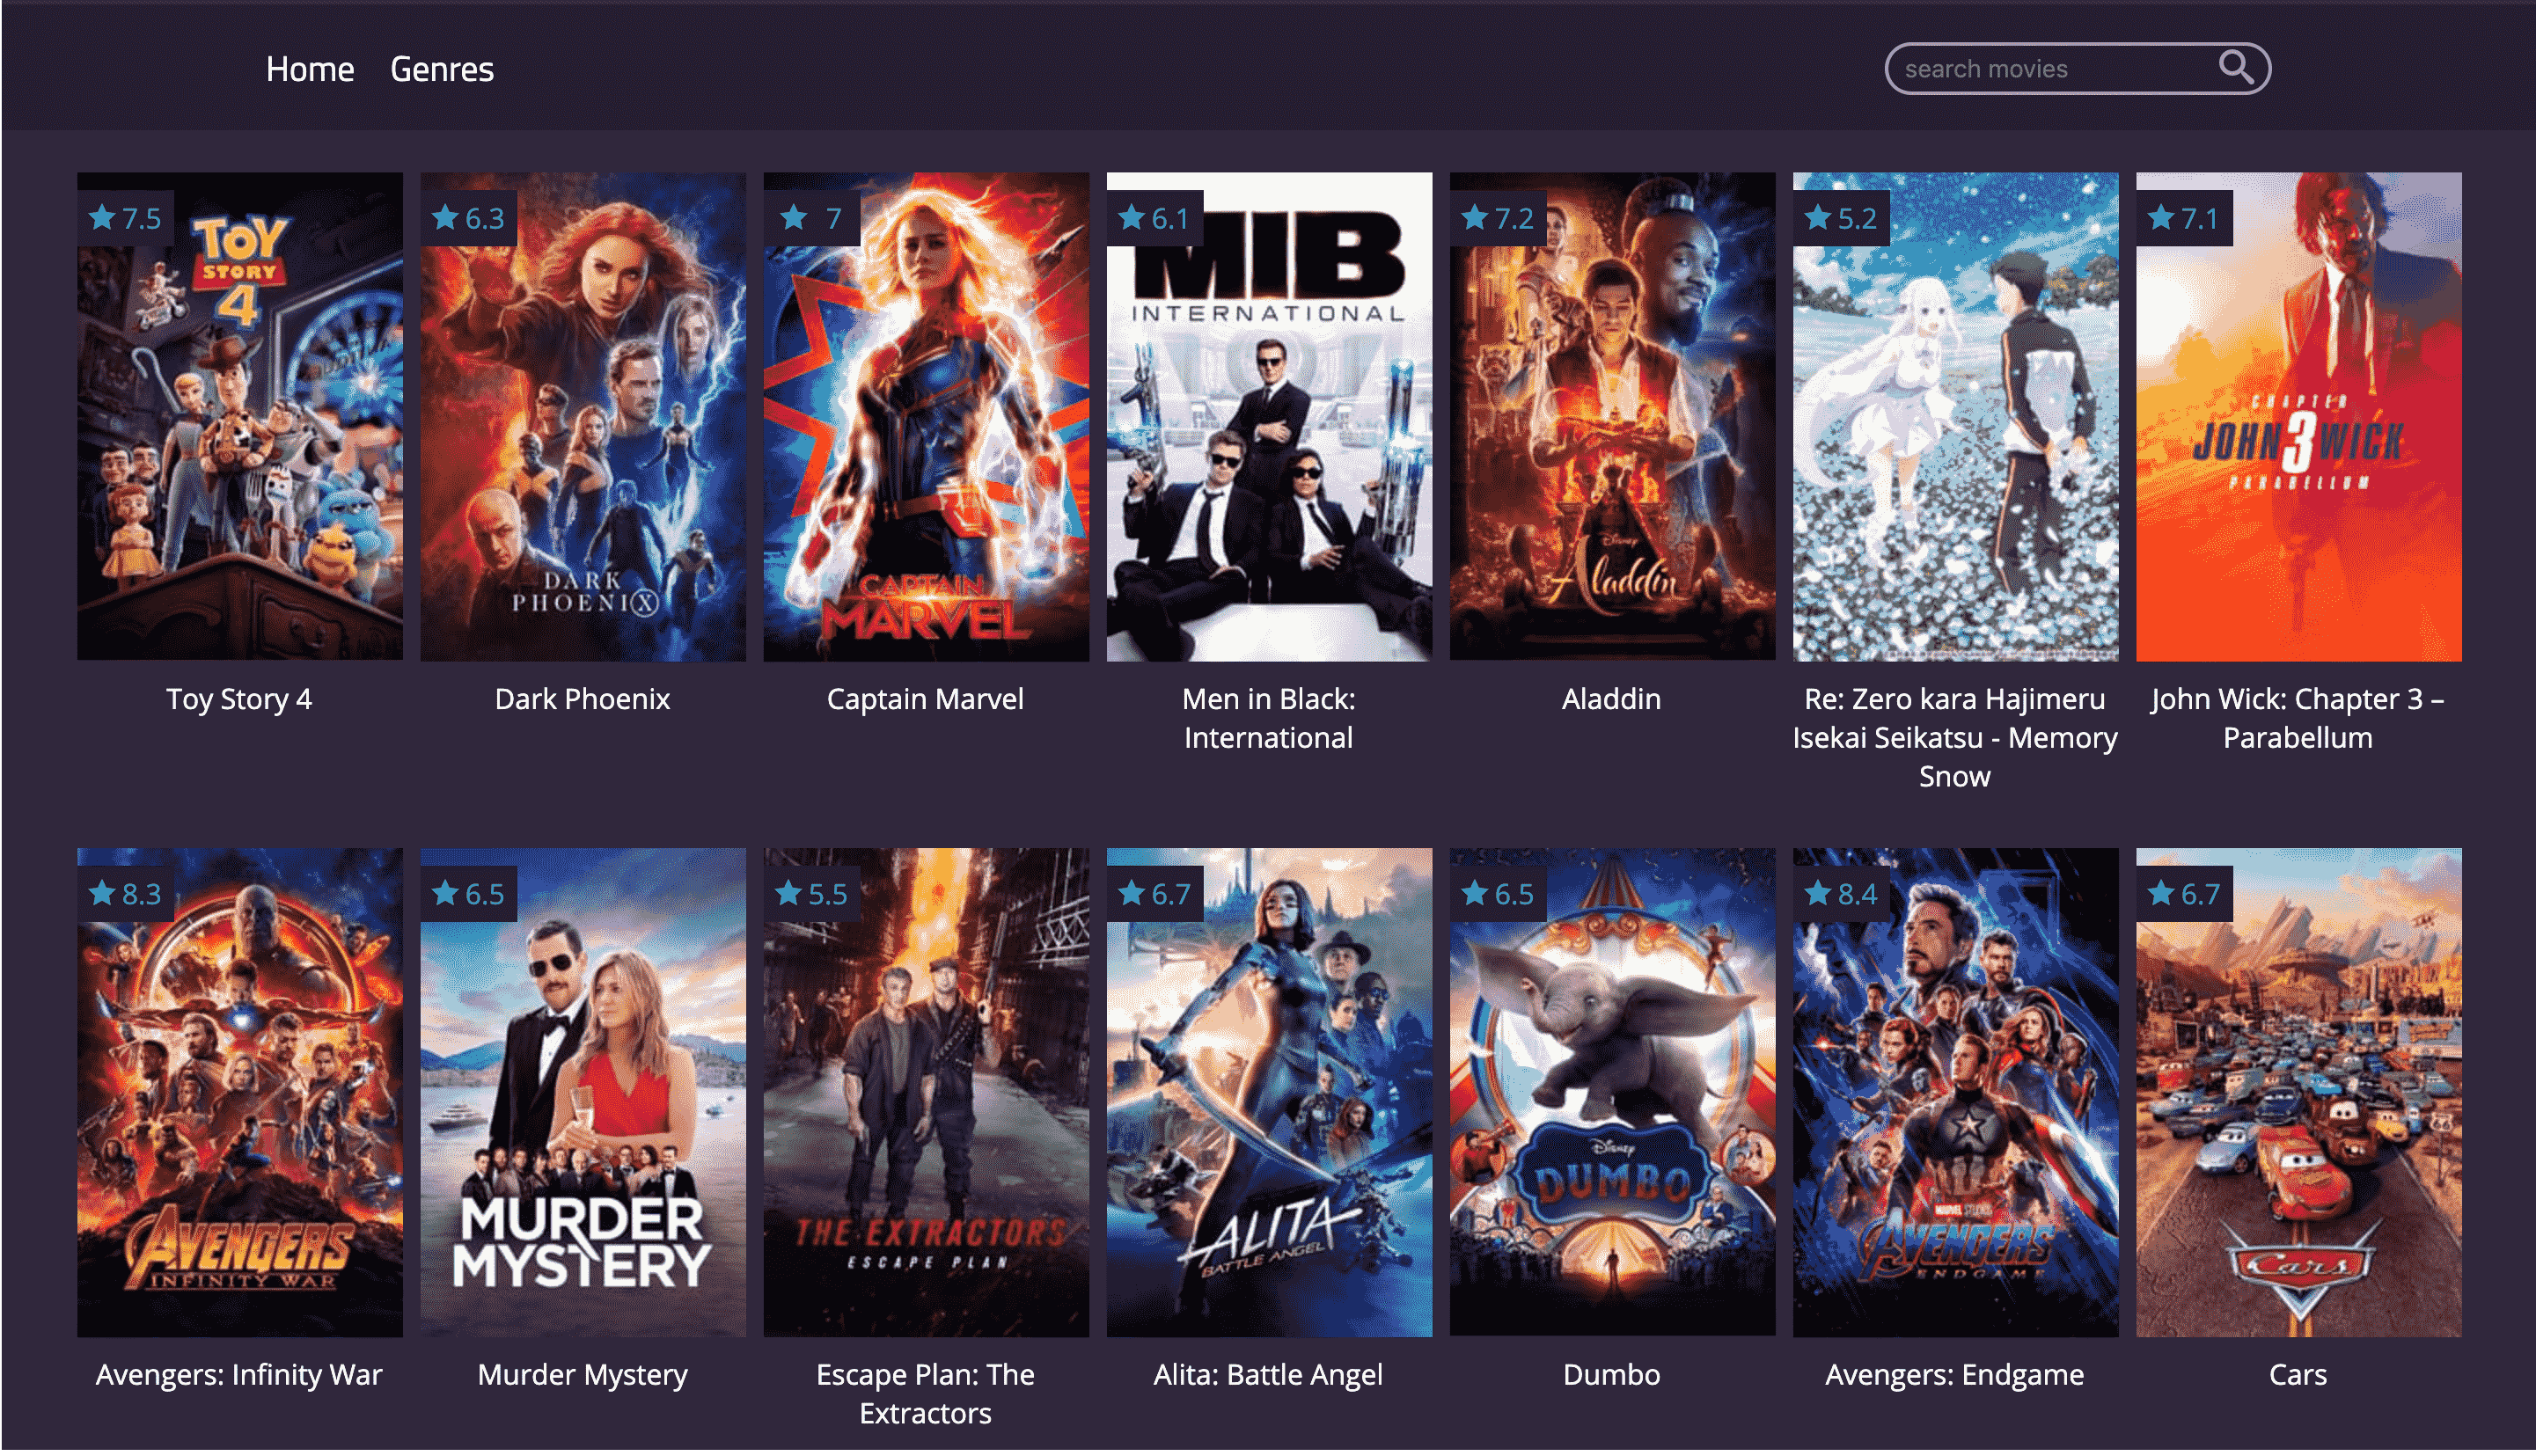 Home Genres
search movies
7.5
TOY
STORY
4
6.3
DARK
PHOENIX
7
CAPTAIN
MARVEL
6.1
MIB
INTERNATIONAL
7.2
Disney
Aladdin
5.2
7.1
CHAPTER
JOHN 3 WICK
PARABELLUM
Toy Story 4
Dark Phoenix
Captain Marvel
Men in Black:
International
Aladdin
Re: Zero kara Hajimeru
Isekai Seikatsu - Memory
Snow
John Wick: Chapter 3 –
Parabellum
8.3
AVENGERS
INFINITY WAR
6.5
MURDER
MYSTERY
5.5
THE EXTRACTORS
ESCAPE PLAN
6.7
ALITA
BATTLE ANGEL
6.5
Disney
DUMBO
8.4
MARVEL STUDIOS
AVENGERS
ENDGAME
6.7
66
Cars
Avengers: Infinity War
Murder Mystery
Escape Plan: The
Extractors
Alita: Battle Angel
Dumbo
Avengers: Endgame
Cars